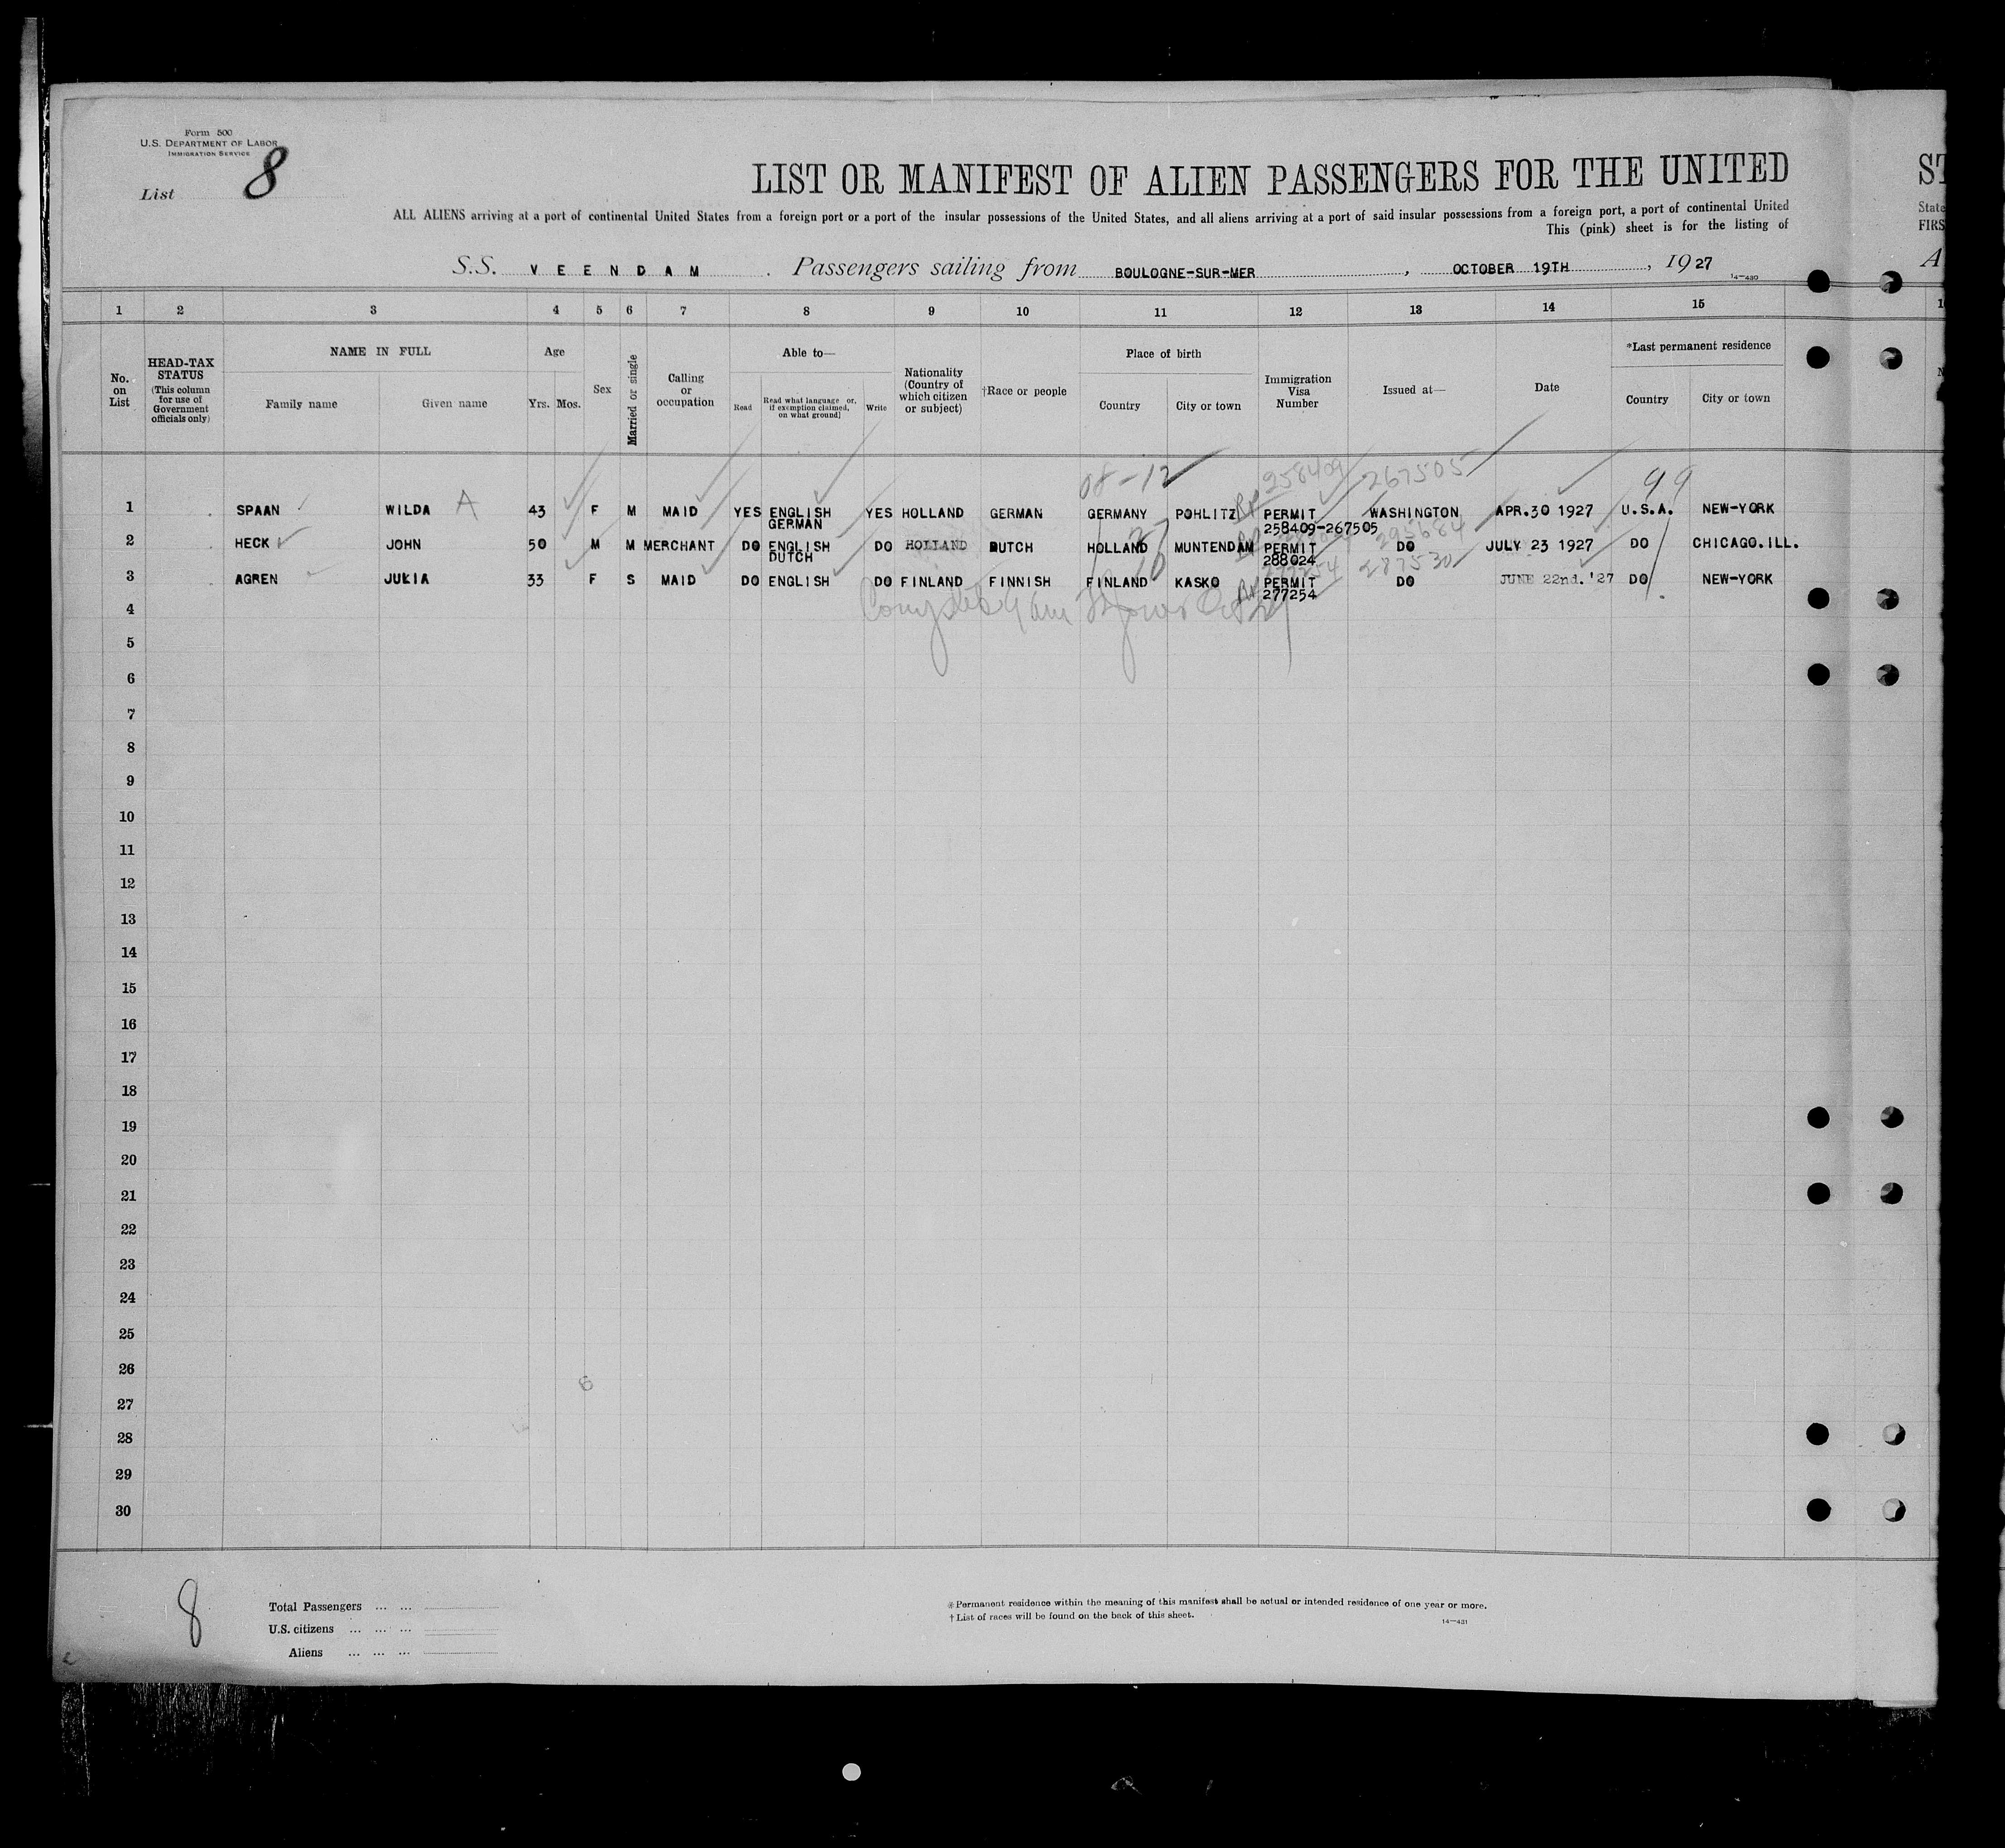 Form 500
U.S. DEPARTMENT OF LABOR
IMMIGRATION SERVICE
List 8
LIST OR MANIFEST OF ALIEN PASSENGERS FOR THE UNITED
ST
ALL ALIENS arriving at a port of continental United States from a foreign port or a port of the insular possessions of the United States, and all aliens arriving at a port of said insular possessions from a foreign port, a port of continental United
State
This (pink) sheet is for the listing of
FIRS
S.S. VEENDAM. Passengers sailing from BOULOGNE-SUR-MER, OCTOBER 19TH, 1927
A
14—430
1 2 3 4 5 6 7 8 9 10 11 12 13 14 15
No. on List
HEAD-TAX STATUS (This column for use of Government officials only)
NAME IN FULL
Family name Given name
Age
Yrs. Mos.
Sex
Married or single
Calling or occupation
Able to—
Read Read what language or, if exemption claimed, on what ground] Write
Nationality (Country of which citizen or subject)
†Race or people
Place of birth
Country City or town
Immigration Visa Number
Issued at—
Date
*Last permanent residence
Country City or town
08-12 258409 267505 99
1 SPAAN WILDA A 43 F M MAID YES ENGLISH GERMAN YES HOLLAND GERMAN GERMANY POHLITZ PERMIT 258409-267505 WASHINGTON APR.30 1927 U.S.A. NEW-YORK
295684
2 HECK JOHN 50 M M MERCHANT DO ENGLISH DUTCH DO HOLLAND DUTCH HOLLAND MUNTENDAM PERMIT 288024 DO JULY 23 1927 DO CHICAGO.ILL.
277254 287530
3 AGREN JULIA 33 F S MAID DO ENGLISH DO FINLAND FINNISH FINLAND KASKO PERMIT 277254 DO JUNE 22nd.'27 DO NEW-YORK
4
5
6
7
8
9
10
11
12
13
14
15
16
17
18
19
20
21
22
23
24
25
26
27
28
29
30
8
Total Passengers ... ...
U.S. citizens ... ... ...
Aliens ... ... ...
*Permanent residence within the meaning of this manifest shall be actual or intended residence of one year or more.
†List of races will be found on the back of this sheet.
14—431